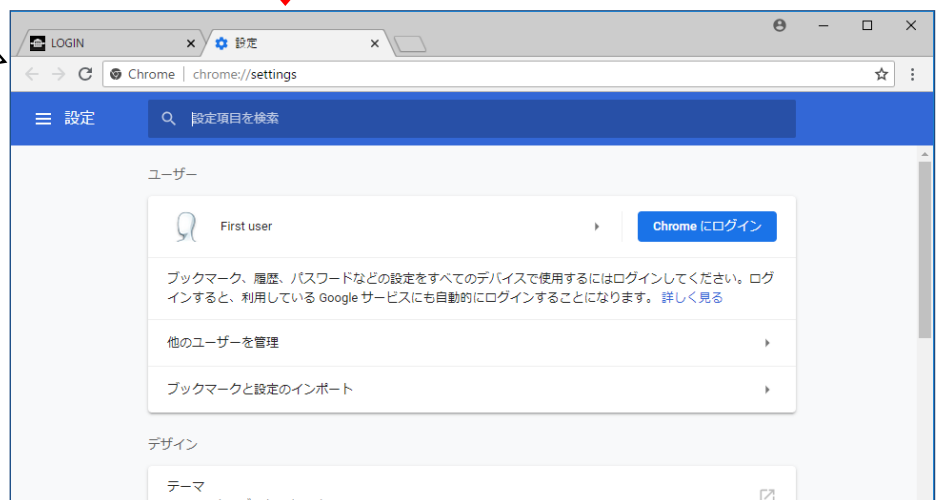 LOGIN
設定
Chrome | chrome://settings
設定
設定項目を検索
ユーザー
First user
Chrome にログイン
ブックマーク、履歴、パスワードなどの設定をすべてのデバイスで使用するにはログインしてください。ログ
インすると、利用している Google サービスにも自動的にログインすることになります。 詳しく見る
他のユーザーを管理
ブックマークと設定のインポート
デザイン
テーマ